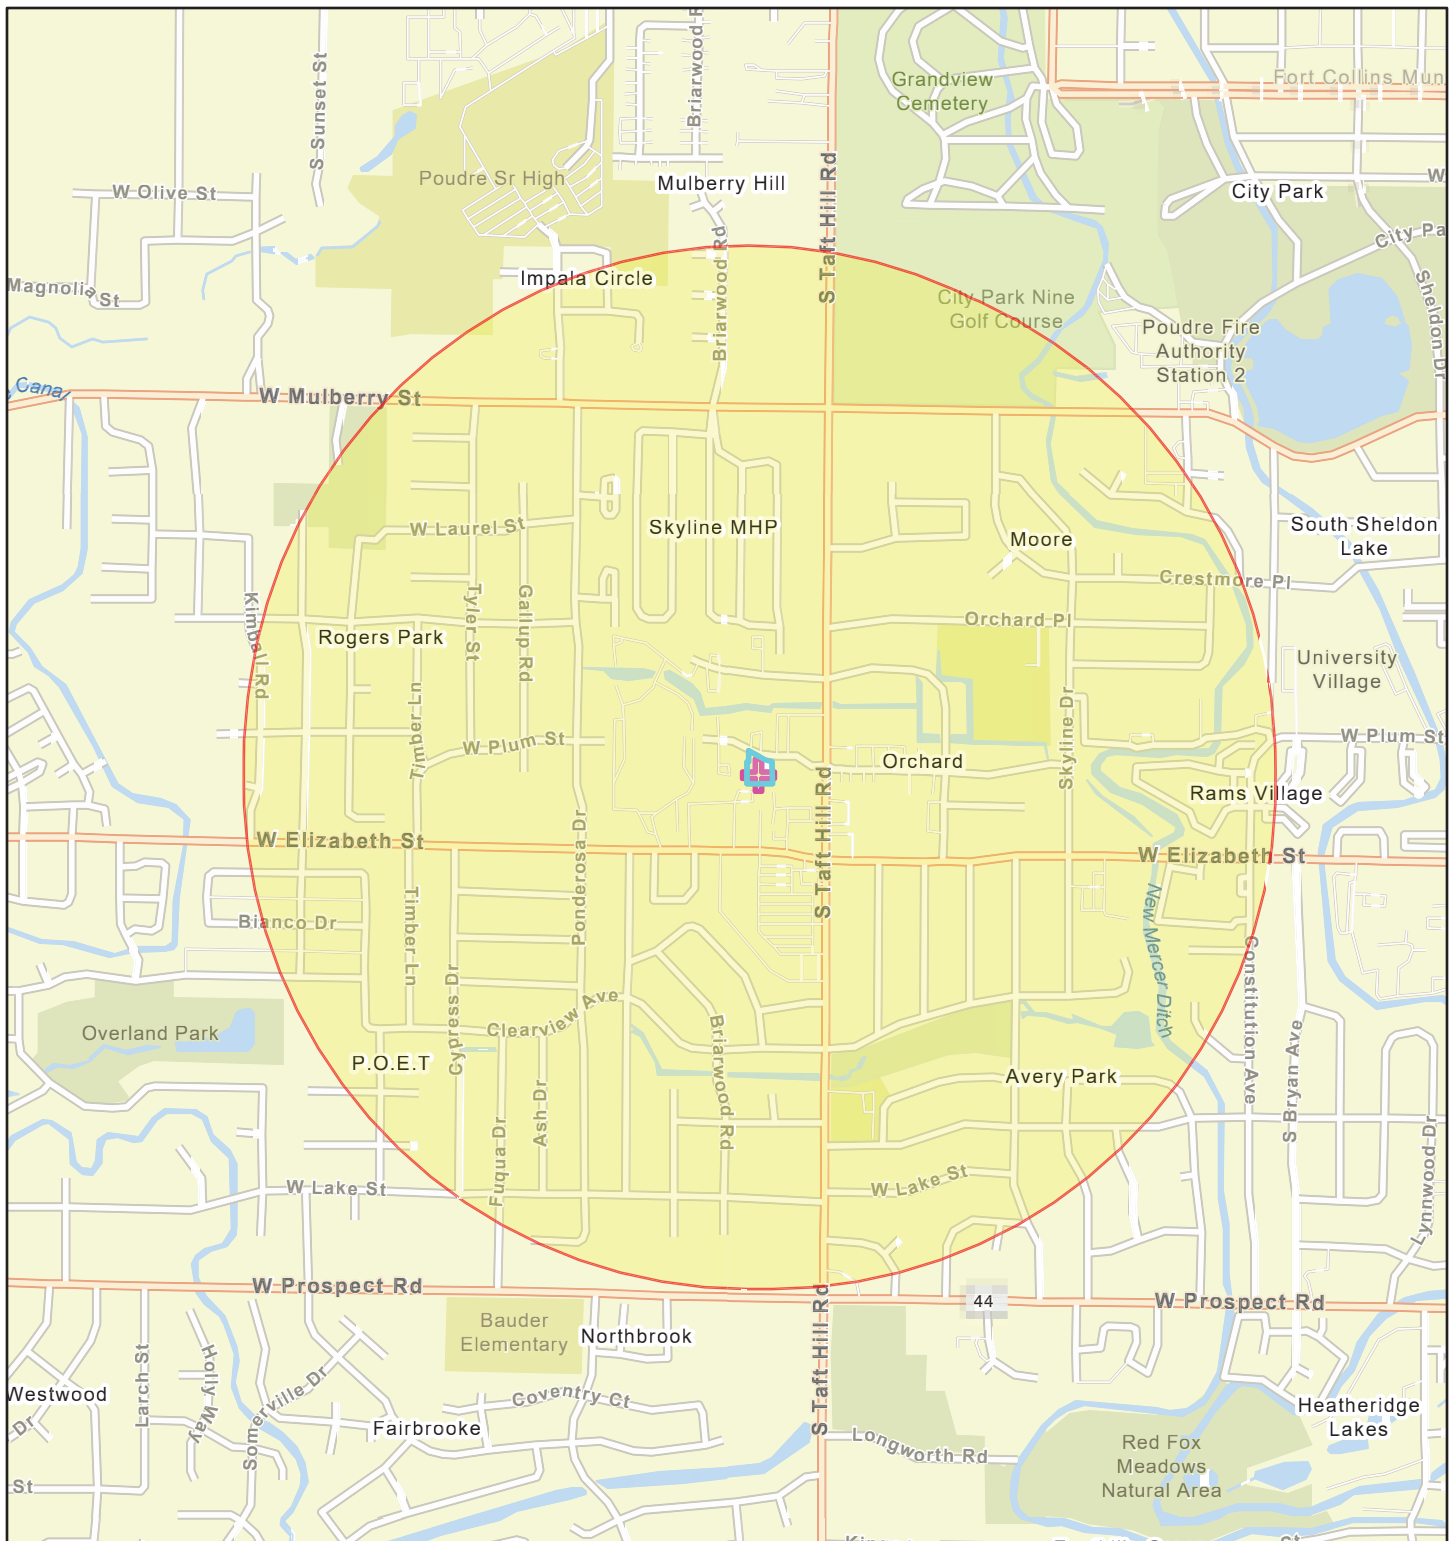 Briarwood R
S Sunset St
Grandview
Cemetery
Fort Collins Mun
Poudre Sr High
Mulberry Hill
W Olive St
City Park
W
S Taft Hill Rd
City Pa
Briarwood Rd
Impala Circle
Magnolia St
City Park Nine
Golf Course
Poudre Fire
Authority
Station 2
Sheldon Dr
Canal
W Mulberry St
W Laurel St
Skyline MHP
Moore
South Sheldon
Lake
Crestmore Pl
Kimball Rd
Tyler St
Gallup Rd
Orchard Pl
Rogers Park
University
Village
Timber Ln
W Plum St
Skyline Dr
W Plum St
Orchard
Rams Village
S Taft Hill Rd
W Elizabeth St
Ponderosa Dr
W Elizabeth St
Bianco Dr
Timber Ln
New Mercer Ditch
Constitution Ave
Cypress Dr
Clearview Ave
Overland Park
Briarwood Rd
S Bryan Ave
P.O.E.T
Avery Park
Ash Dr
Fuqua Dr
Lynnwood Dr
W Lake St
W Lake St
W Prospect Rd
S Taft Hill Rd
44
W Prospect Rd
Bauder
Elementary
Northbrook
Larch St
Holly Way
Somerville Dr
Westwood
Dr
Coventry Ct
Fairbrooke
Heatheridge
Lakes
Longworth Rd
Red Fox
Meadows
Natural Area
St
St